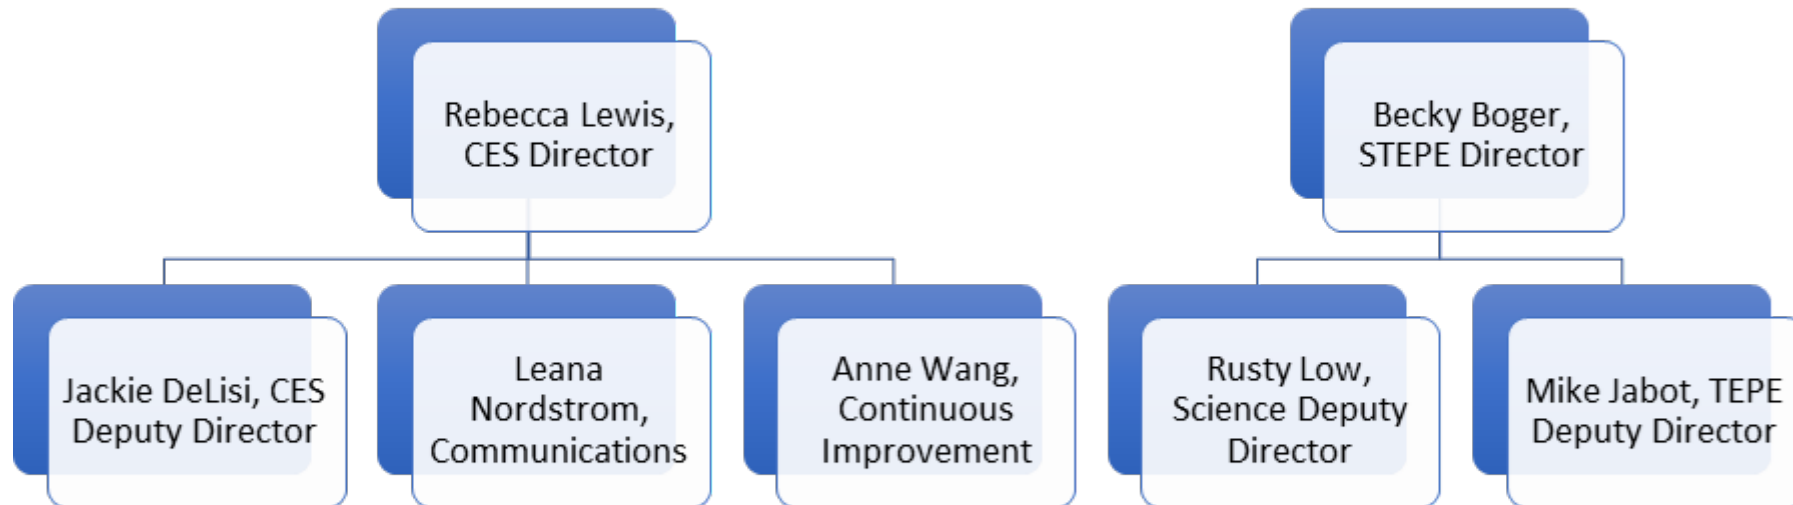 Rebecca Lewis,
CES Director
Becky Boger,
STEPE Director
Jackie DeLisi, CES
Deputy Director
Leana
Nordstrom,
Communications
Anne Wang,
Continuous
Improvement
Rusty Low,
Science Deputy
Director
Mike Jabot, TEPE
Deputy Director